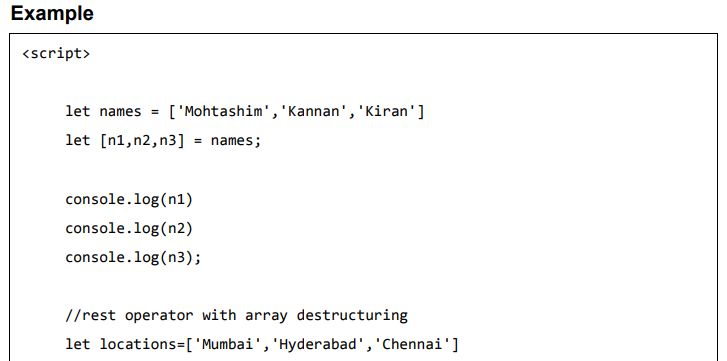 Example
<script>
let names = ['Mohtashim','Kannan','Kiran']
let [n1,n2,n3] = names;
console.log(n1)
console.log(n2)
console.log(n3);
//rest operator with array destructuring
let locations=['Mumbai','Hyderabad','Chennai']